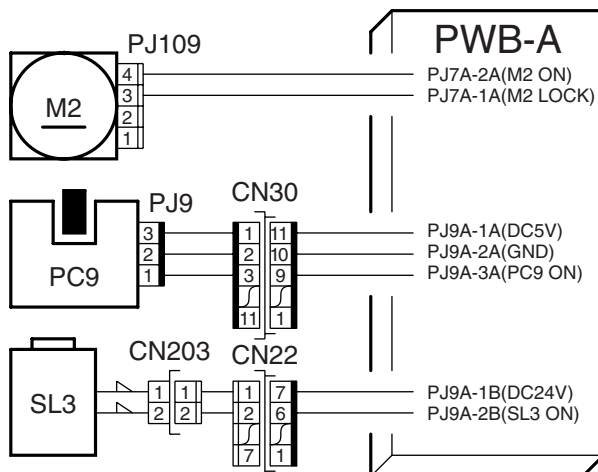 PJ109
PWB-A
M2
4
3
2
1
PJ7A-2A(M2 ON)
PJ7A-1A(M2 LOCK)
PJ9
CN30
PC9
3
2
1
1
2
3
11
11
10
9
1
PJ9A-1A(DC5V)
PJ9A-2A(GND)
PJ9A-3A(PC9 ON)
CN203
CN22
SL3
1
2
1
2
1
2
7
7
6
1
PJ9A-1B(DC24V)
PJ9A-2B(SL3 ON)